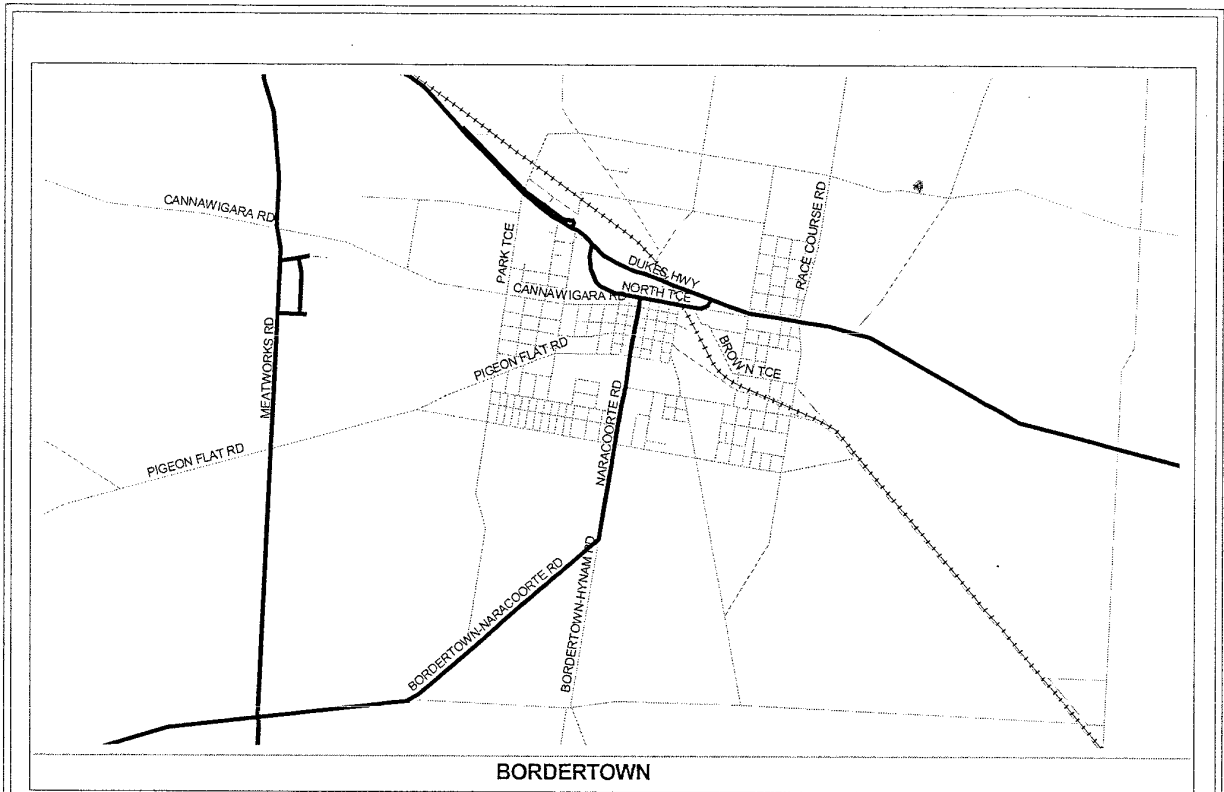 CANNAWIGARA RD
PARK TCE
RACE COURSE RD
DUKES HWY
NORTH TCE
CANNAWIGARA RD
BROWN TCE
PIGEON FLAT RD
MEATWORKS RD
NARACOORTE RD
PIGEON FLAT RD
BORDERTOWN-NARACOORTE RD
BORDERTOWN-HYNAM RD
BORDERTOWN